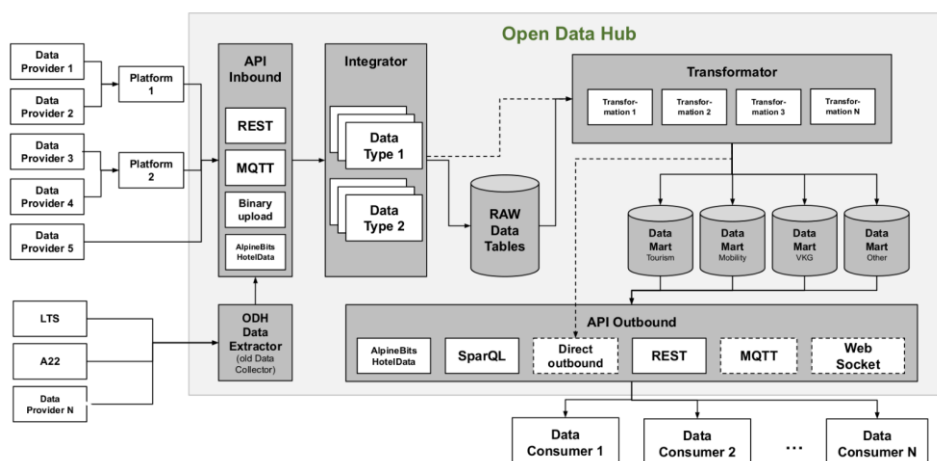 Open Data Hub
Data
Provider 1
Data
Provider 2
Data
Provider 3
Data
Provider 4
Data
Provider 5
Platform
1
Platform
2
LTS
A22
Data
Provider N
API
Inbound
REST
MQTT
Binary
upload
AlpineBits
HotelData
ODH
Data
Extractor
(old Data
Collector)
Integrator
Data
Type 1
Data
Type 2
RAW
Data
Tables
Transformator
Transfor-
mation 1
Transfor-
mation 2
Transfor-
mation 3
Transfor-
mation N
Data
Mart
Tourism
Data
Mart
Mobility
Data
Mart
VKG
Data
Mart
Other
API Outbound
AlpineBits
HotelData
SparQL
Direct
outbound
REST
MQTT
Web
Socket
Data
Consumer 1
Data
Consumer 2
...
Data
Consumer N